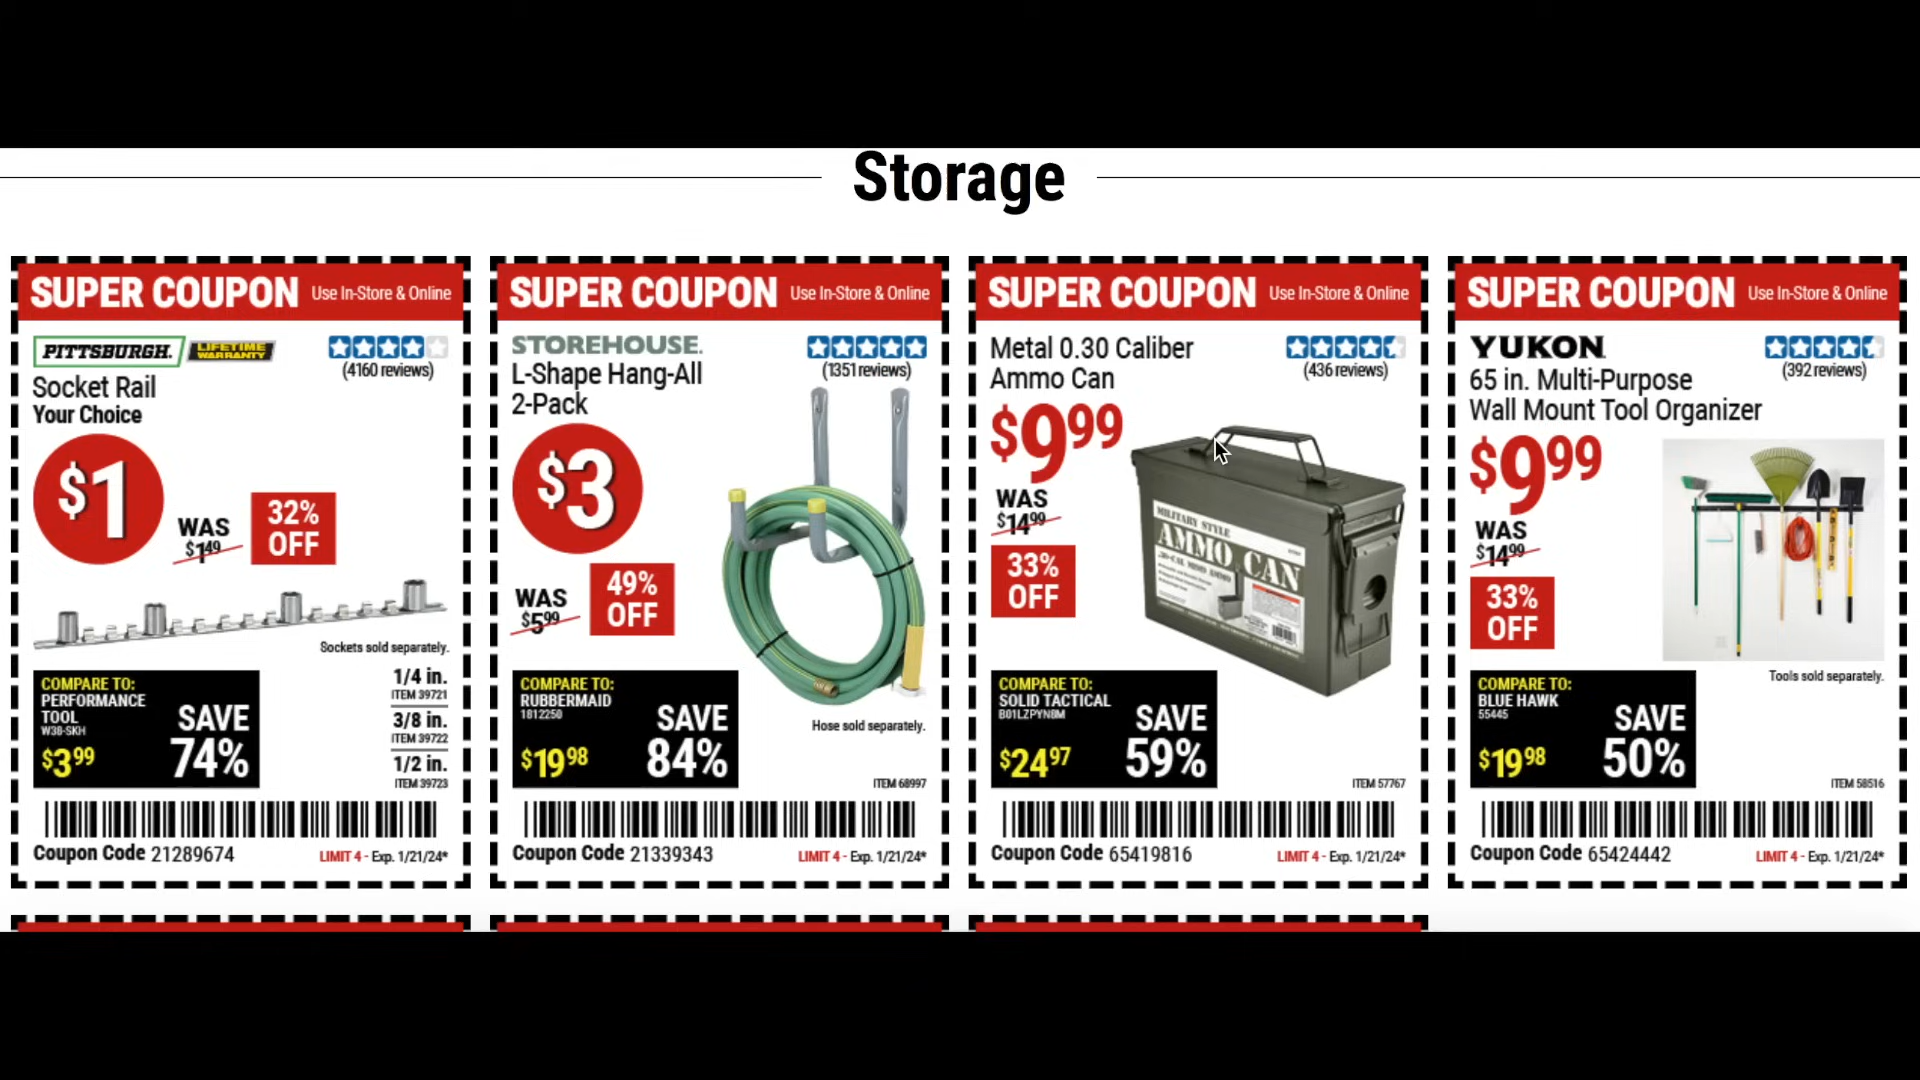 Storage
SUPER COUPON Use In-Store & Online
PITTSBURGH. LIFETIME WARRANTY
(4160 reviews)
Socket Rail
Your Choice
$1
WAS
$1.49
32%
OFF
Sockets sold separately.
COMPARE TO:
PERFORMANCE
TOOL
W38-SKH
$3.99
SAVE
74%
1/4 in.
ITEM 39721
3/8 in.
ITEM 39722
1/2 in.
ITEM 39723
Coupon Code 21289674
LIMIT 4 - Exp. 1/21/24*
SUPER COUPON Use In-Store & Online
STOREHOUSE.
(1351 reviews)
L-Shape Hang-All
2-Pack
$3
WAS
$5.99
49%
OFF
COMPARE TO:
RUBBERMAID
1812250
$19.98
SAVE
84%
Hose sold separately.
ITEM 68997
Coupon Code 21339343
LIMIT 4 - Exp. 1/21/24*
SUPER COUPON Use In-Store & Online
Metal 0.30 Caliber
Ammo Can
(436 reviews)
$9.99
WAS
$14.99
33%
OFF
MILITARY STYLE
AMMO CAN
COMPARE TO:
SOLID TACTICAL
B01LZPYN8M
$24.97
SAVE
59%
ITEM 57767
Coupon Code 65419816
LIMIT 4 - Exp. 1/21/24*
SUPER COUPON Use In-Store & Online
YUKON.
(392 reviews)
65 in. Multi-Purpose
Wall Mount Tool Organizer
$9.99
WAS
$14.99
33%
OFF
Tools sold separately.
COMPARE TO:
BLUE HAWK
55445
$19.98
SAVE
50%
ITEM 58516
Coupon Code 65424442
LIMIT 4 - Exp. 1/21/24*